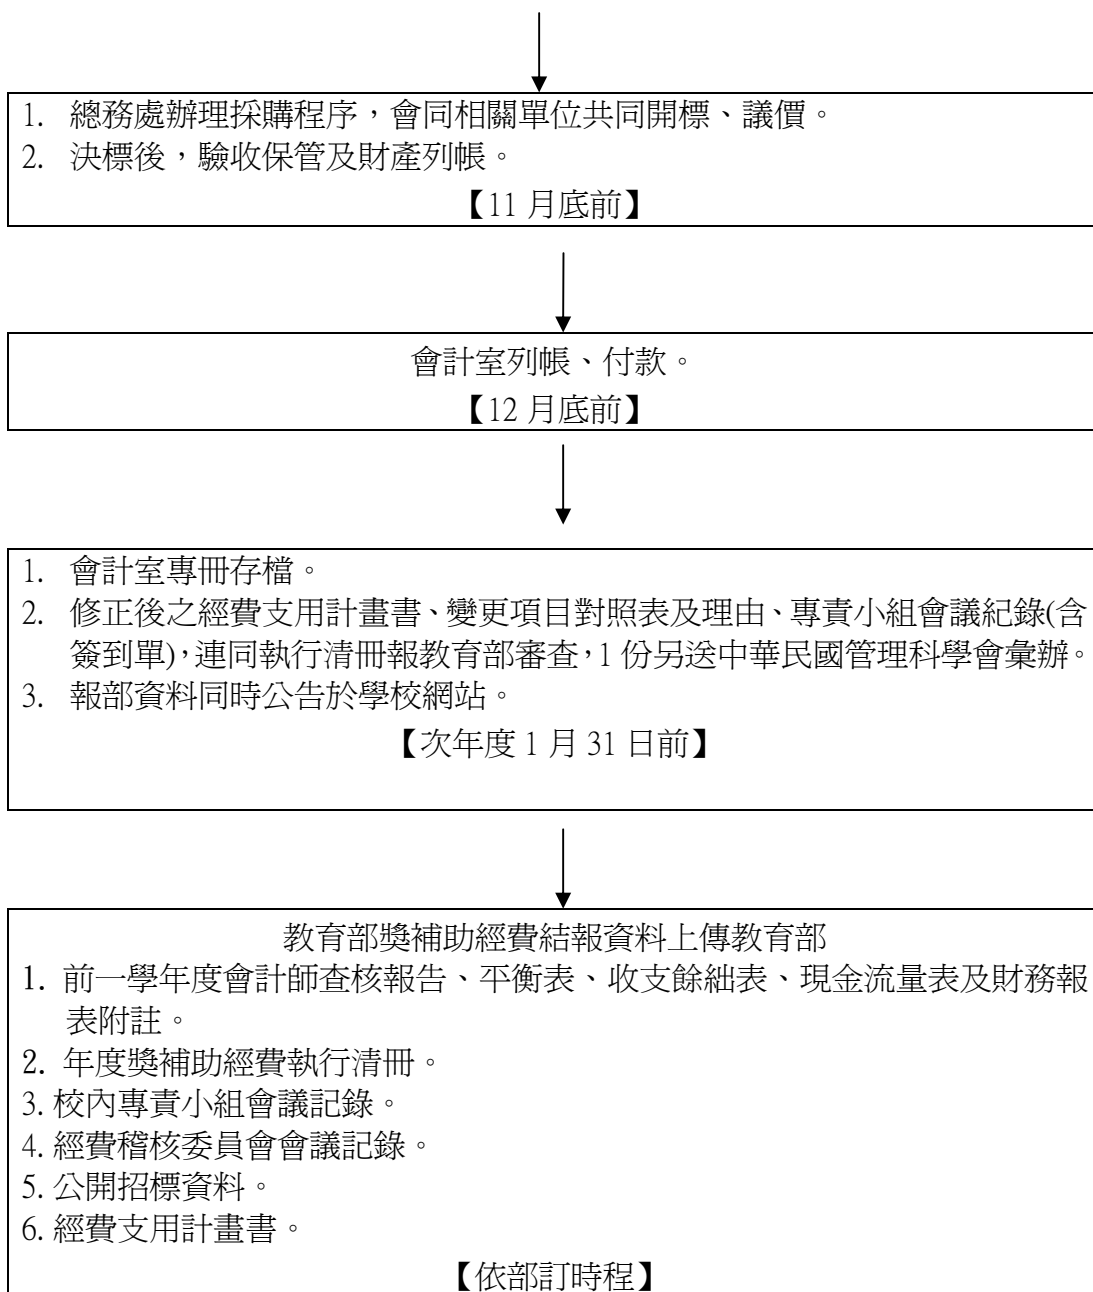 1. 總務處辦理採購程序，會同相關單位共同開標、議價。
2. 決標後，驗收保管及財產列帳。
【11 月底前】
會計室列帳、付款。
【12 月底前】
1. 會計室專冊存檔。
2. 修正後之經費支用計畫書、變更項目對照表及理由、專責小組會議紀錄(含
簽到單)，連同執行清冊報教育部審查，1 份另送中華民國管理科學會彙辦。
3. 報部資料同時公告於學校網站。
【次年度 1 月 31 日前】
教育部獎補助經費結報資料上傳教育部
1. 前一學年度會計師查核報告、平衡表、收支餘絀表、現金流量表及財務報
表附註。
2. 年度獎補助經費執行清冊。
3. 校內專責小組會議記錄。
4. 經費稽核委員會會議記錄。
5. 公開招標資料。
6. 經費支用計畫書。
【依部訂時程】